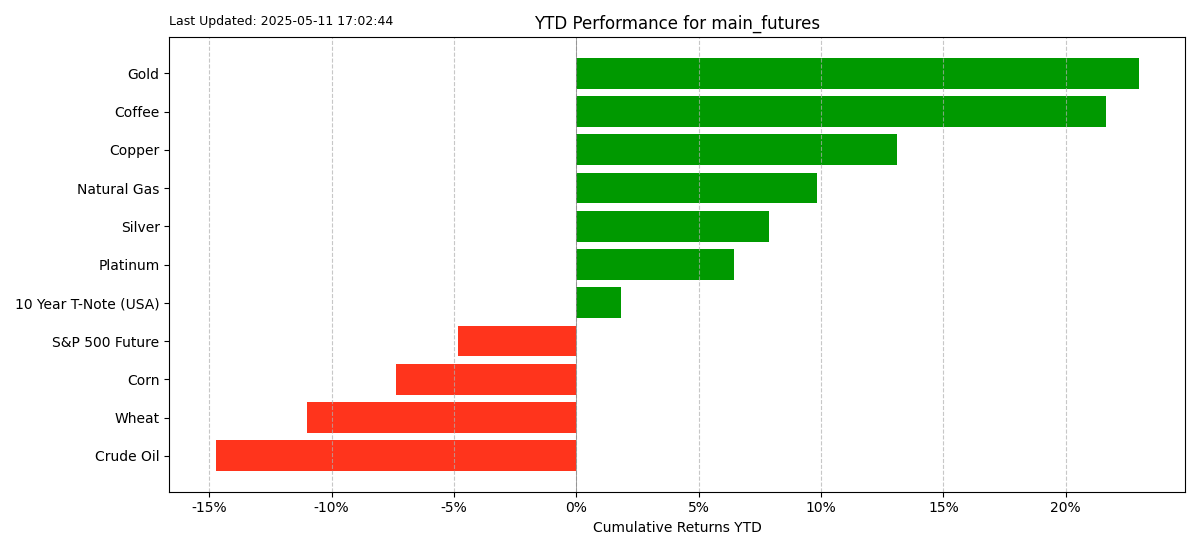 Last Updated: 2025-05-11 17:02:44
YTD Performance for main_futures
Gold
Coffee
Copper
Natural Gas
Silver
Platinum
10 Year T-Note (USA)
S&P 500 Future
Corn
Wheat
Crude Oil
-15% -10% -5% 0% 5% 10% 15% 20%
Cumulative Returns YTD